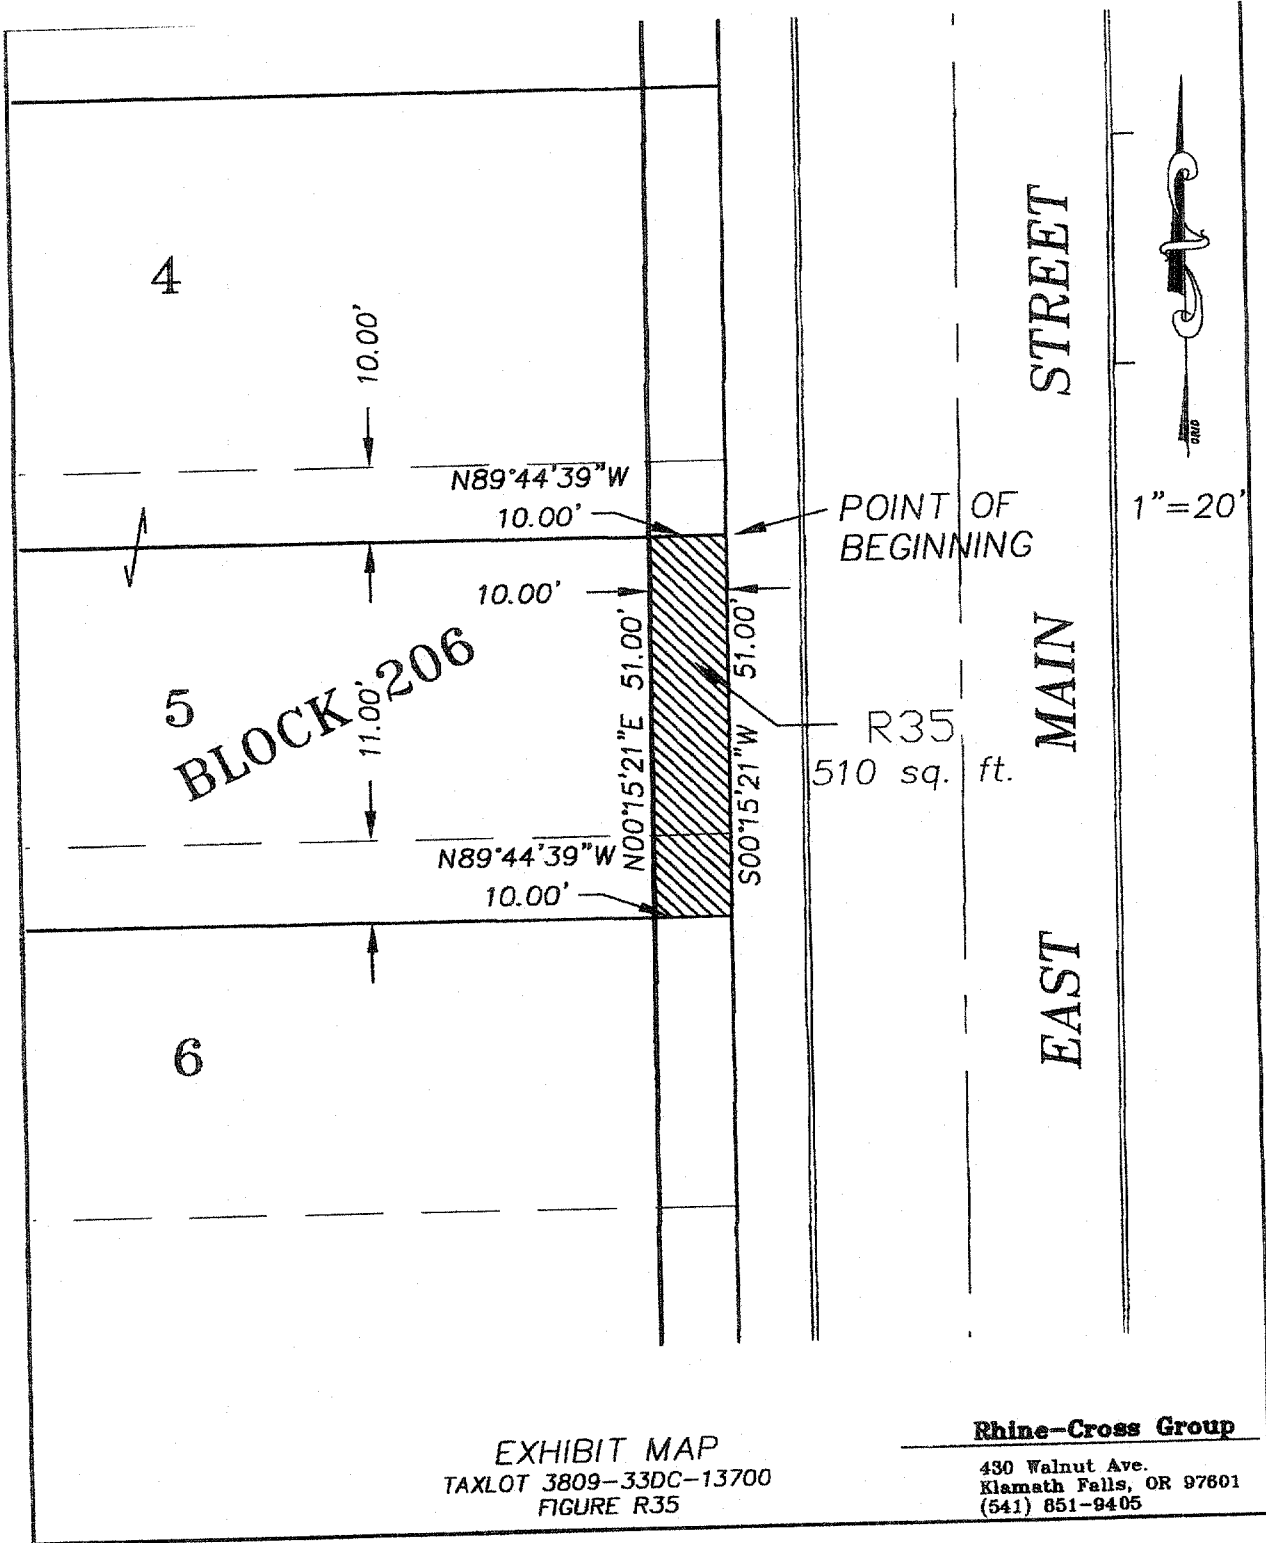 4
10.00'
N89°44'39"W
10.00'
POINT OF
BEGINNING
1"=20'
GRID
10.00'
5
BLOCK 206
11.00'
N00°15'21"E 51.00'
S00°15'21"W 51.00'
R35
510 sq. ft.
N89°44'39"W
10.00'
6
EAST MAIN STREET
EXHIBIT MAP
TAXLOT 3809-33DC-13700
FIGURE R35
Rhine-Cross Group
430 Walnut Ave.
Klamath Falls, OR 97601
(541) 851-9405